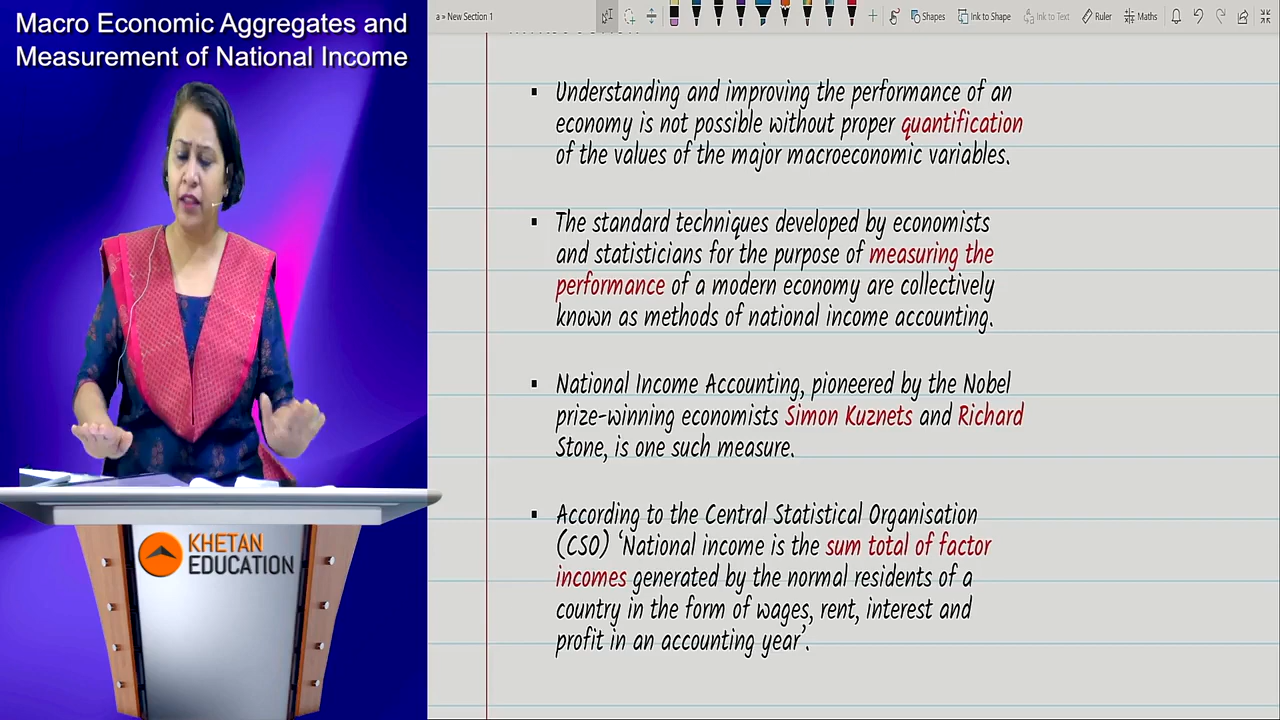 Macro Economic Aggregates and
Measurement of National Income
a » New Section 1
Shapes
Ink to Shape
Ink to Text
Ruler
Maths
▪ Understanding and improving the performance of an
economy is not possible without proper quantification
of the values of the major macroeconomic variables.
▪ The standard techniques developed by economists
and statisticians for the purpose of measuring the
performance of a modern economy are collectively
known as methods of national income accounting.
▪ National Income Accounting, pioneered by the Nobel
prize-winning economists Simon Kuznets and Richard
Stone, is one such measure.
▪ According to the Central Statistical Organisation
(CSO) ‘National income is the sum total of factor
incomes generated by the normal residents of a
country in the form of wages, rent, interest and
profit in an accounting year’.
KHETAN
EDUCATION